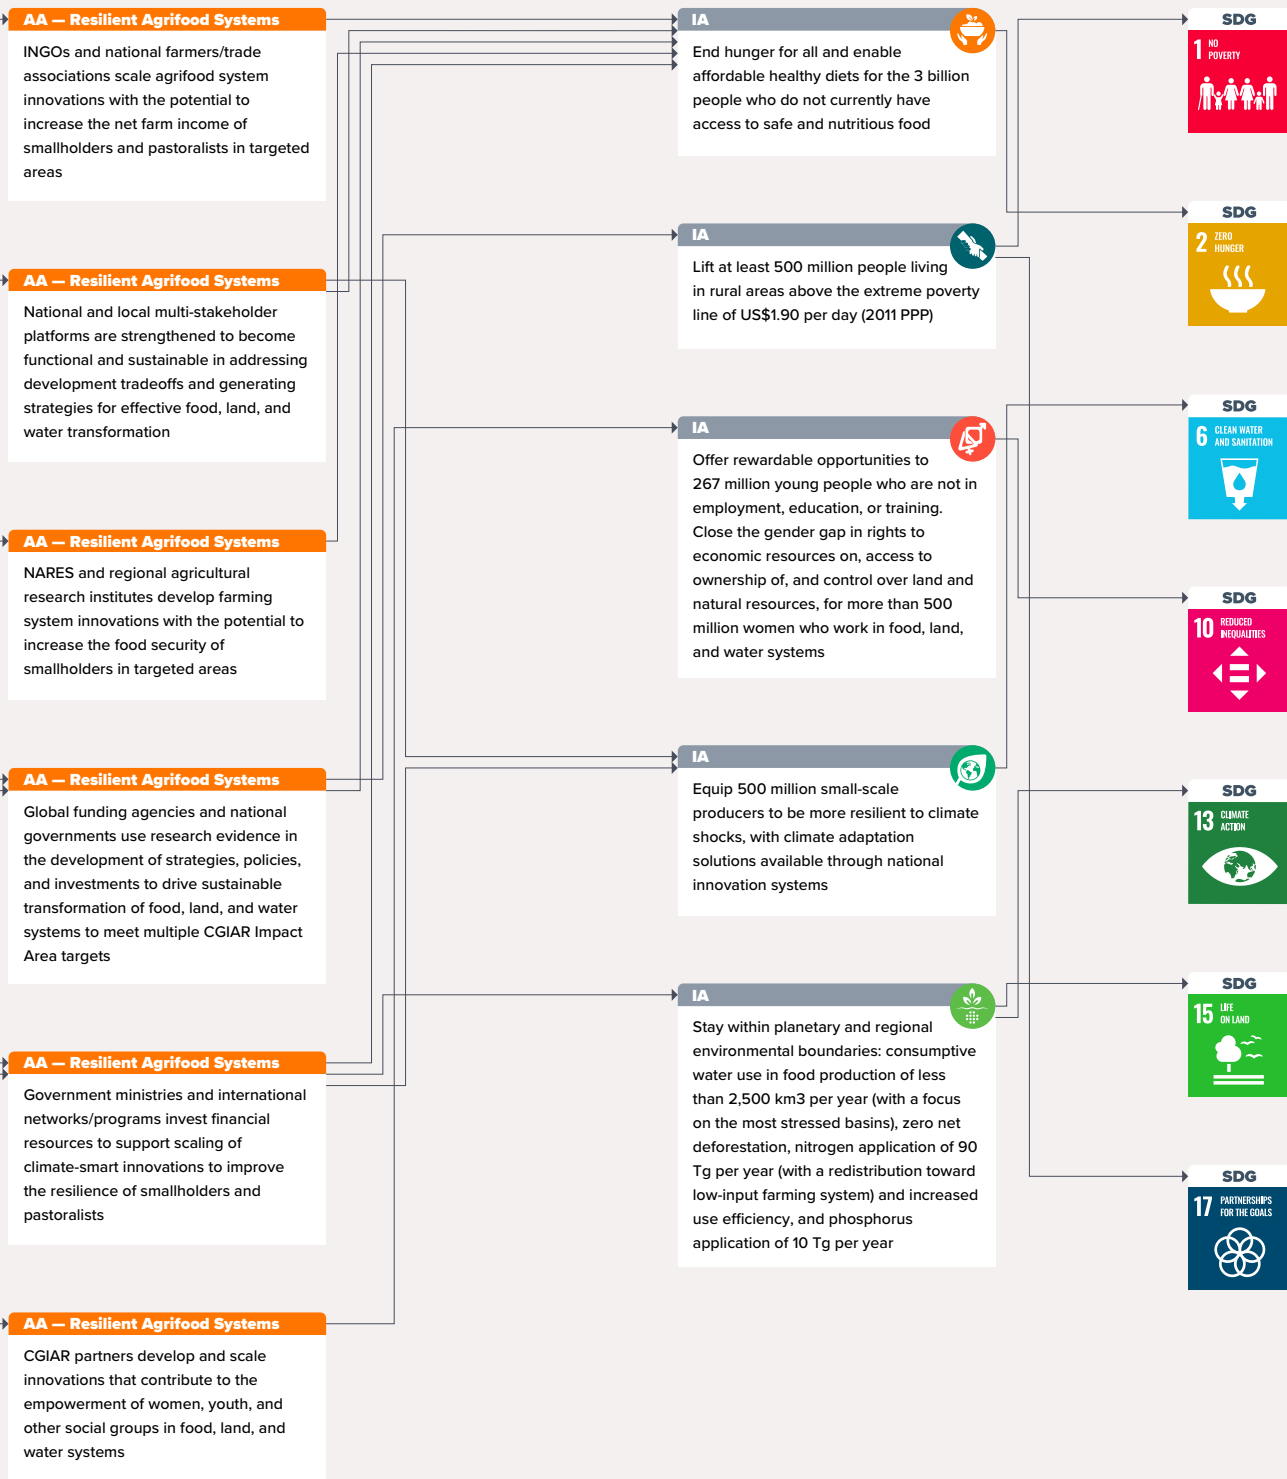 AA — Resilient Agrifood Systems
INGOs and national farmers/trade
associations scale agrifood system
innovations with the potential to
increase the net farm income of
smallholders and pastoralists in targeted
areas
AA — Resilient Agrifood Systems
National and local multi-stakeholder
platforms are strengthened to become
functional and sustainable in addressing
development tradeoffs and generating
strategies for effective food, land, and
water transformation
AA — Resilient Agrifood Systems
NARES and regional agricultural
research institutes develop farming
system innovations with the potential to
increase the food security of
smallholders in targeted areas
AA — Resilient Agrifood Systems
Global funding agencies and national
governments use research evidence in
the development of strategies, policies,
and investments to drive sustainable
transformation of food, land, and water
systems to meet multiple CGIAR Impact
Area targets
AA — Resilient Agrifood Systems
Government ministries and international
networks/programs invest financial
resources to support scaling of
climate-smart innovations to improve
the resilience of smallholders and
pastoralists
AA — Resilient Agrifood Systems
CGIAR partners develop and scale
innovations that contribute to the
empowerment of women, youth, and
other social groups in food, land, and
water systems
IA
End hunger for all and enable
affordable healthy diets for the 3 billion
people who do not currently have
access to safe and nutritious food
IA
Lift at least 500 million people living
in rural areas above the extreme poverty
line of US$1.90 per day (2011 PPP)
IA
Offer rewardable opportunities to
267 million young people who are not in
employment, education, or training.
Close the gender gap in rights to
economic resources on, access to
ownership of, and control over land and
natural resources, for more than 500
million women who work in food, land,
and water systems
IA
Equip 500 million small-scale
producers to be more resilient to climate
shocks, with climate adaptation
solutions available through national
innovation systems
IA
Stay within planetary and regional
environmental boundaries: consumptive
water use in food production of less
than 2,500 km3 per year (with a focus
on the most stressed basins), zero net
deforestation, nitrogen application of 90
Tg per year (with a redistribution toward
low-input farming system) and increased
use efficiency, and phosphorus
application of 10 Tg per year
SDG
1 NO
POVERTY
SDG
2 ZERO
HUNGER
SDG
6 CLEAN WATER
AND SANITATION
SDG
10 REDUCED
INEQUALITIES
SDG
13 CLIMATE
ACTION
SDG
15 LIFE
ON LAND
SDG
17 PARTNERSHIPS
FOR THE GOALS